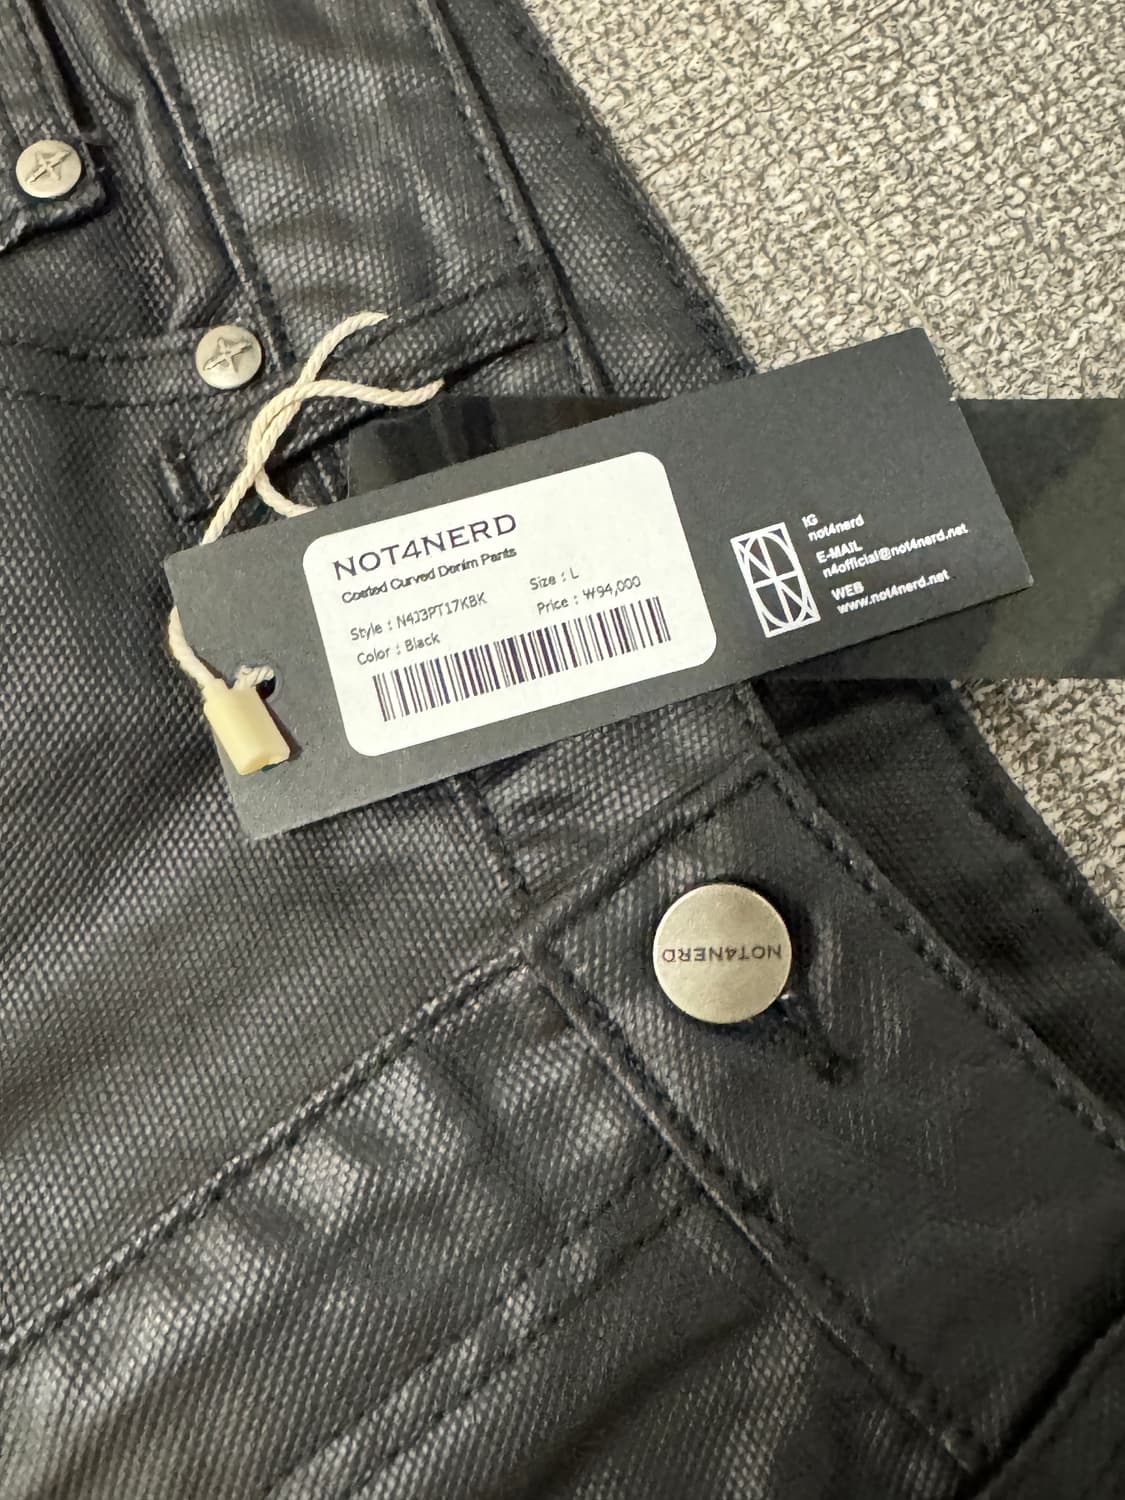 NOT4NERD
Coated Curved Denim Pants
Style : N4J3PT17KBK
Size : L
Color : Black
Price : ₩94,000
IG
not4nerd
E-MAIL
n4official@not4nerd.net
WEB
www.not4nerd.net
NOT4NERD